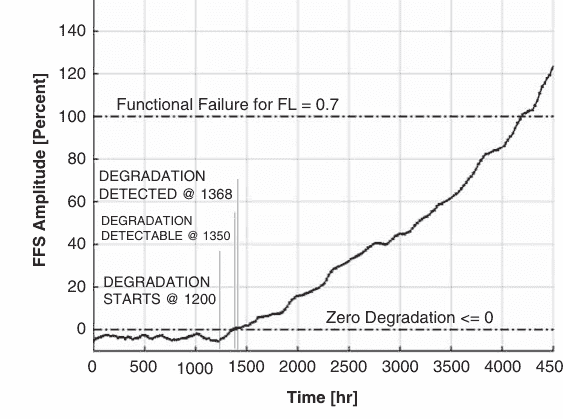 140
120
Functional Failure for FL = 0.7
100
80
DEGRADATION
DETECTED @ 1368
60
DEGRADATION
DETECTABLE @ 1350
40
DEGRADATION
STARTS @ 1200
20
Zero Degradation <= 0
0
0 500 1000 1500 2000 2500 3000 3500 4000 450
Time [hr]
FFS Amplitude [Percent]